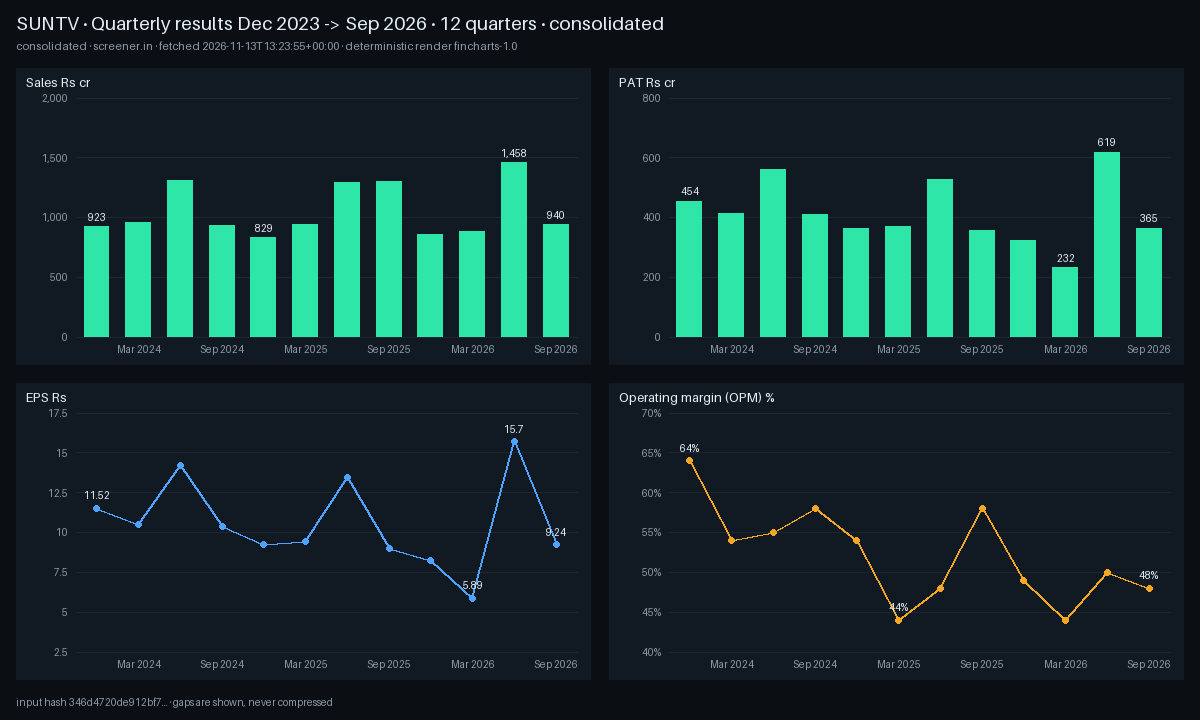 SUNTV · Quarterly results Dec 2023 -> Sep 2026 · 12 quarters · consolidated
consolidated · screener.in · fetched 2026-11-13T13:23:55+00:00 · deterministic render fincharts-1.0
Sales Rs cr
2,000
1,500
1,000
500
0
923
829
1,458
940
Mar 2024
Sep 2024
Mar 2025
Sep 2025
Mar 2026
Sep 2026
PAT Rs cr
800
600
400
200
0
454
232
619
365
Mar 2024
Sep 2024
Mar 2025
Sep 2025
Mar 2026
Sep 2026
EPS Rs
17.5
15
12.5
10
7.5
5
2.5
11.52
5.89
15.7
9.24
Mar 2024
Sep 2024
Mar 2025
Sep 2025
Mar 2026
Sep 2026
Operating margin (OPM) %
70%
65%
60%
55%
50%
45%
40%
64%
44%
48%
Mar 2024
Sep 2024
Mar 2025
Sep 2025
Mar 2026
Sep 2026
input hash 346d4720de912bf7... · gaps are shown, never compressed